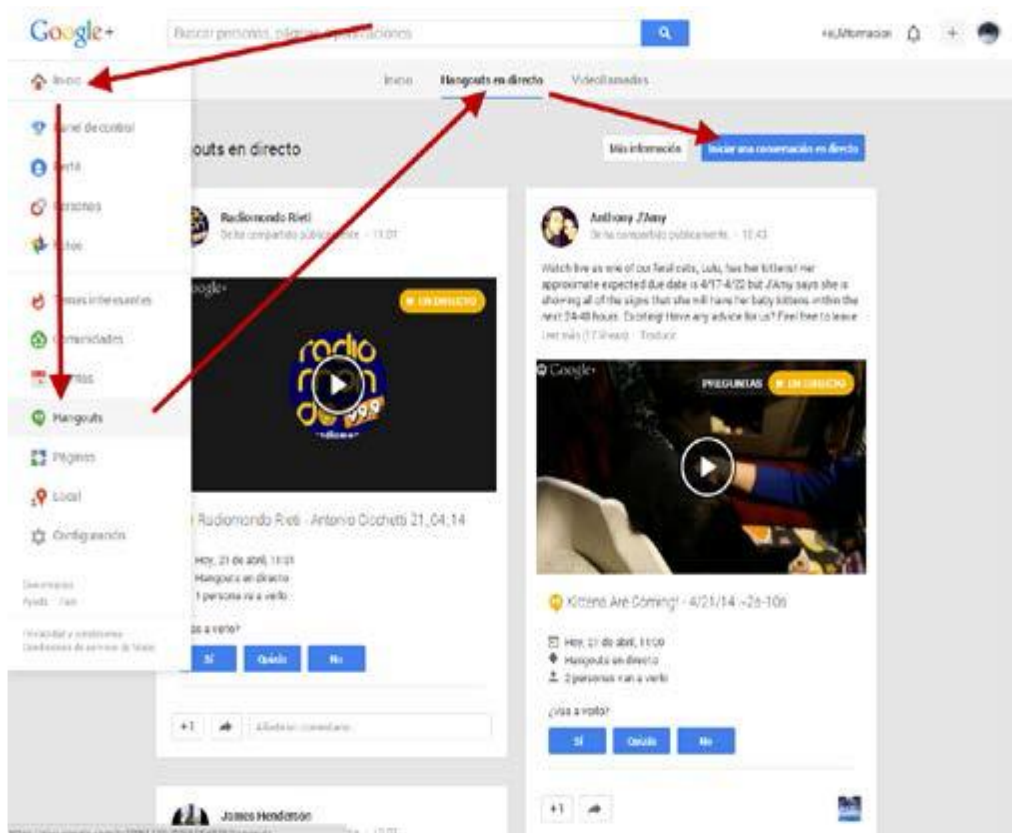 Google+
Buscar personas, páginas o publicaciones
+a,Mformacion
+
Inicio
Inicio
Hangouts en directo
Videollamadas
Panel de control
Perfil
Personas
Fotos
Temas interesantes
Comunidades
Hangouts
Páginas
Local
Configuración
outs en directo
Más información
Iniciar una conversación en directo
Radiomondo Rieti
Se ha compartido públicamente. - 11:01
oogle+
EN DIRECTO
radio
mon
do 99.9
Radiomondo Rieti - Antonio Cicchetti 21_04_14
Hoy, 21 de abril, 11:01
Hangouts en directo
1 persona va a verlo
Sí
Quizás
No
+1
Añade un comentario
James Henderson
Anthony J'Amy
Se ha compartido públicamente. - 10:43
Watch live as one of our feral cats, Lulu, has her kittens! Her
approximate expected due date is 4/17-4/22 but J'Amy says she is
showing all of the signs that she will have her baby kittens within the
next 24-48 hours. Exciting! Have any advice for us? Feel free to leave
Leer más (17 líneas) - Traducir
Google+
PREGUNTAS
EN DIRECTO
Kittens Are Coming! - 4/21/14
Hoy, 21 de abril, 11:00
Hangouts en directo
2 personas van a verlo
¿Vas a verlo?
Sí
Quizás
No
+1